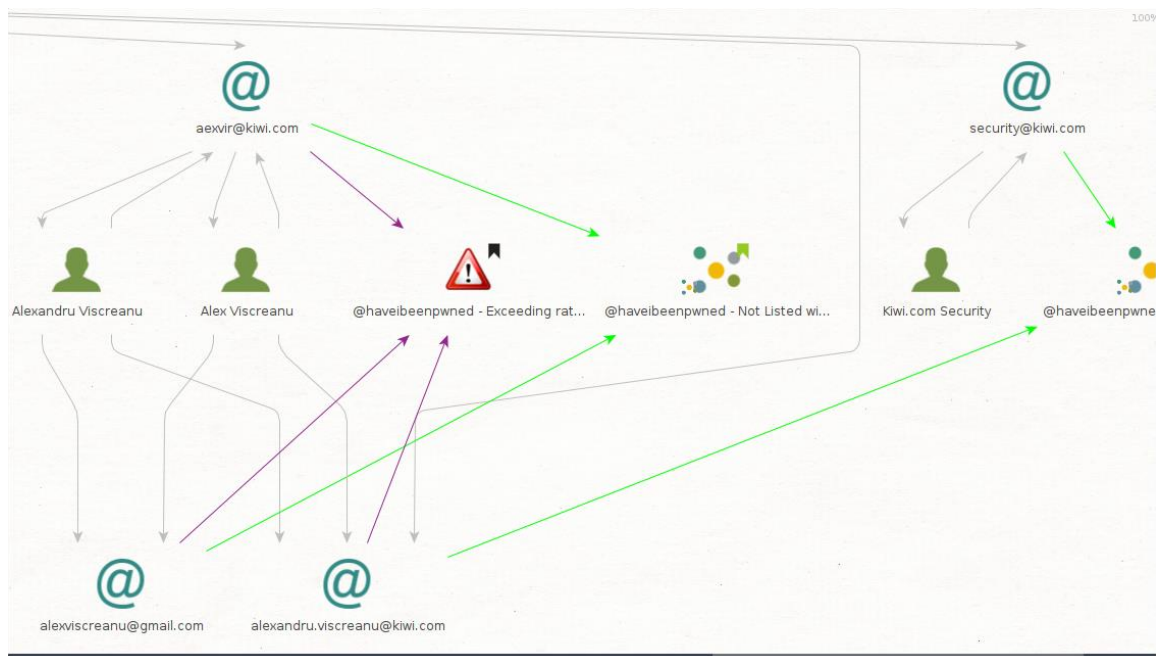 100%
@
@
aexvir@kiwi.com
security@kiwi.com
Alexandru Viscreanu
Alex Viscreanu
@haveibeenpwned - Exceeding rat...
@haveibeenpwned - Not Listed wi...
Kiwi.com Security
@haveibeenpwne
@
@
alexviscreanu@gmail.com
alexandru.viscreanu@kiwi.com